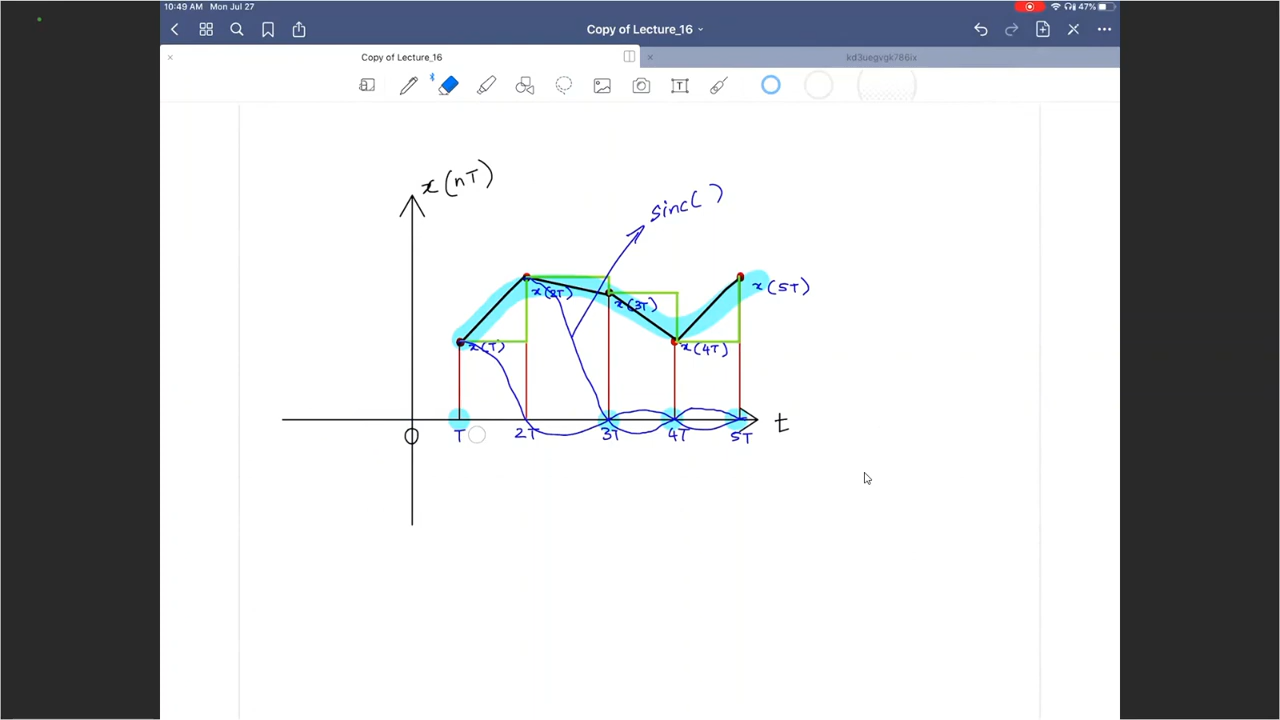 10:49 AM Mon Jul 27
47%
Copy of Lecture_16
Copy of Lecture_16
kd3uegvgk786ix
T
x(nT)
sinc( )
x(2T)
x(3T)
x(5T)
x(T)
x(4T)
t
0
T
2T
3T
4T
5T